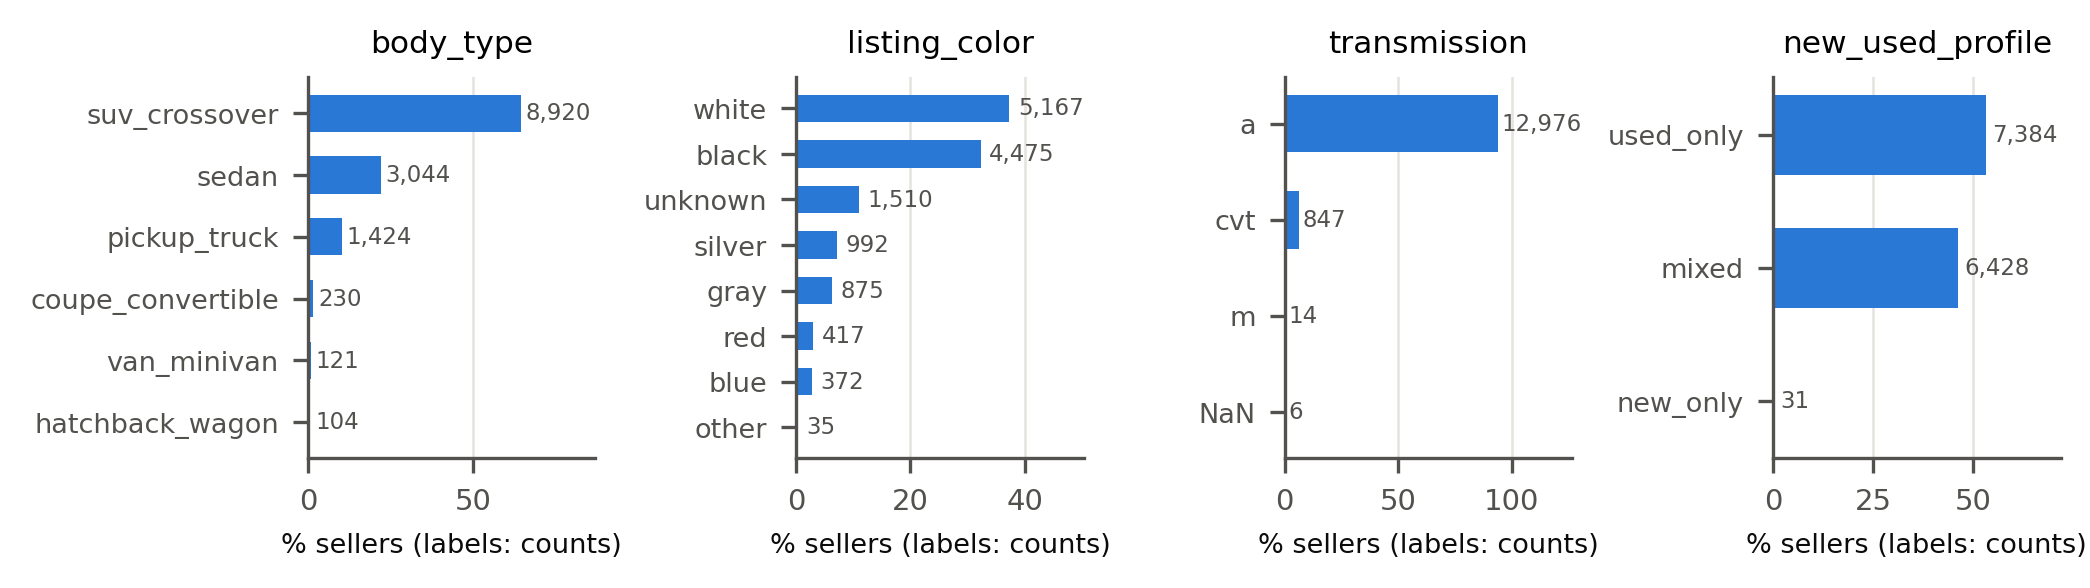 body_type
suv_crossover 8,920
sedan 3,044
pickup_truck 1,424
coupe_convertible 230
van_minivan 121
hatchback_wagon 104
0 50
% sellers (labels: counts)
listing_color
white 5,167
black 4,475
unknown 1,510
silver 992
gray 875
red 417
blue 372
other 35
0 20 40
% sellers (labels: counts)
transmission
a 12,976
cvt 847
m 14
NaN 6
0 50 100
% sellers (labels: counts)
new_used_profile
used_only 7,384
mixed 6,428
new_only 31
0 25 50
% sellers (labels: counts)